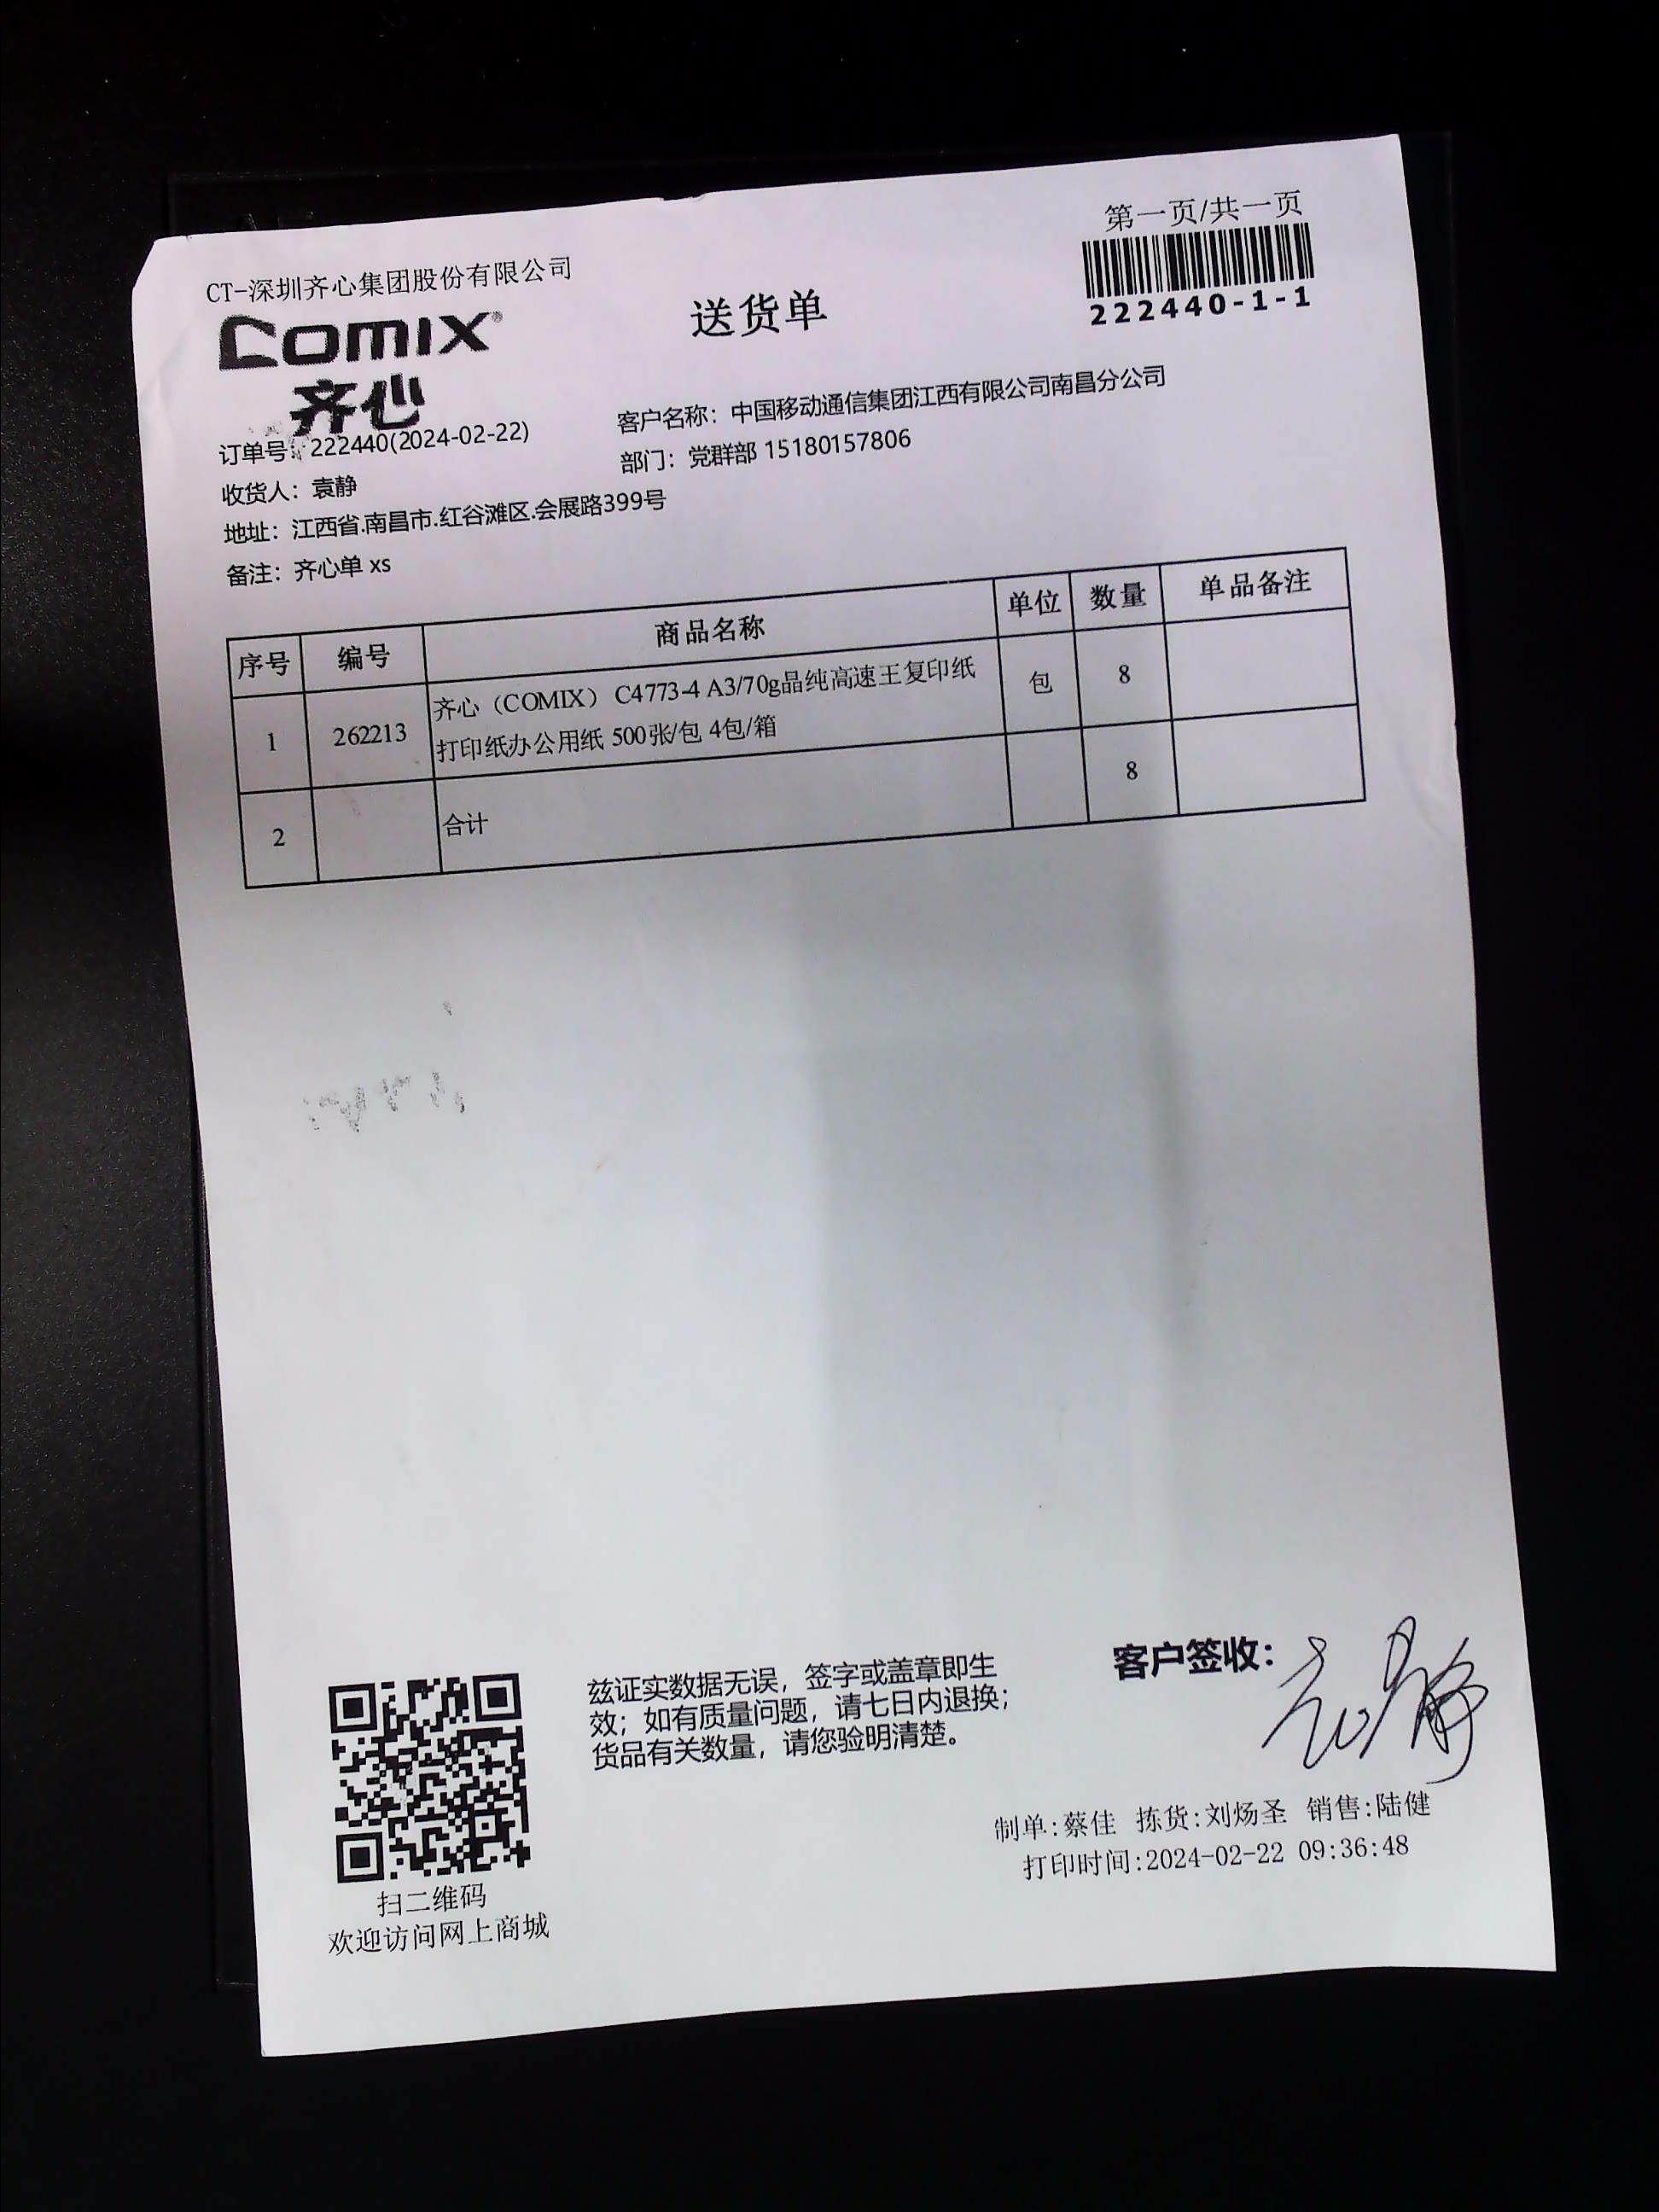 第一页/共一页
CT-深圳齐心集团股份有限公司
222440-1-1
COMIX®
送货单
齐心
订单号: 222440(2024-02-22)
客户名称: 中国移动通信集团江西有限公司南昌分公司
收货人: 袁静
部门: 党群部 15180157806
地址: 江西省.南昌市.红谷滩区.会展路399号
备注: 齐心单 xs
序号 编号 商品名称 单位 数量 单品备注
1 262213 齐心（COMIX） C4773-4 A3/70g晶纯高速王复印纸 包 8
打印纸办公用纸 500张/包 4包/箱
2 合计 8
兹证实数据无误，签字或盖章即生
效；如有质量问题，请七日内退换；
货品有关数量，请您验明清楚。
客户签收: 袁静
制单:蔡佳 拣货:刘炀圣 销售:陆健
打印时间:2024-02-22 09:36:48
扫二维码
欢迎访问网上商城